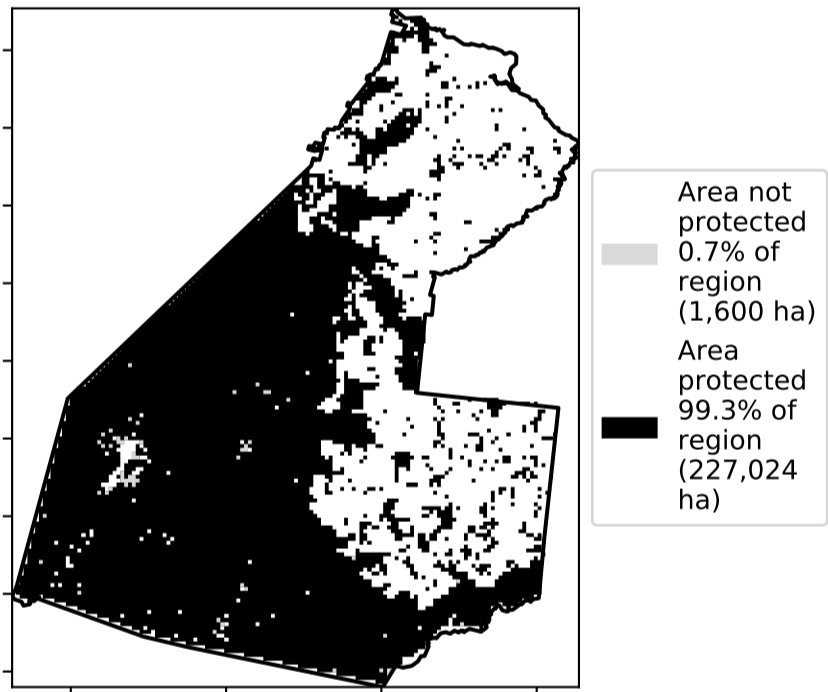 Area not
protected
0.7% of
region
(1,600 ha)
Area
protected
99.3% of
region
(227,024
ha)